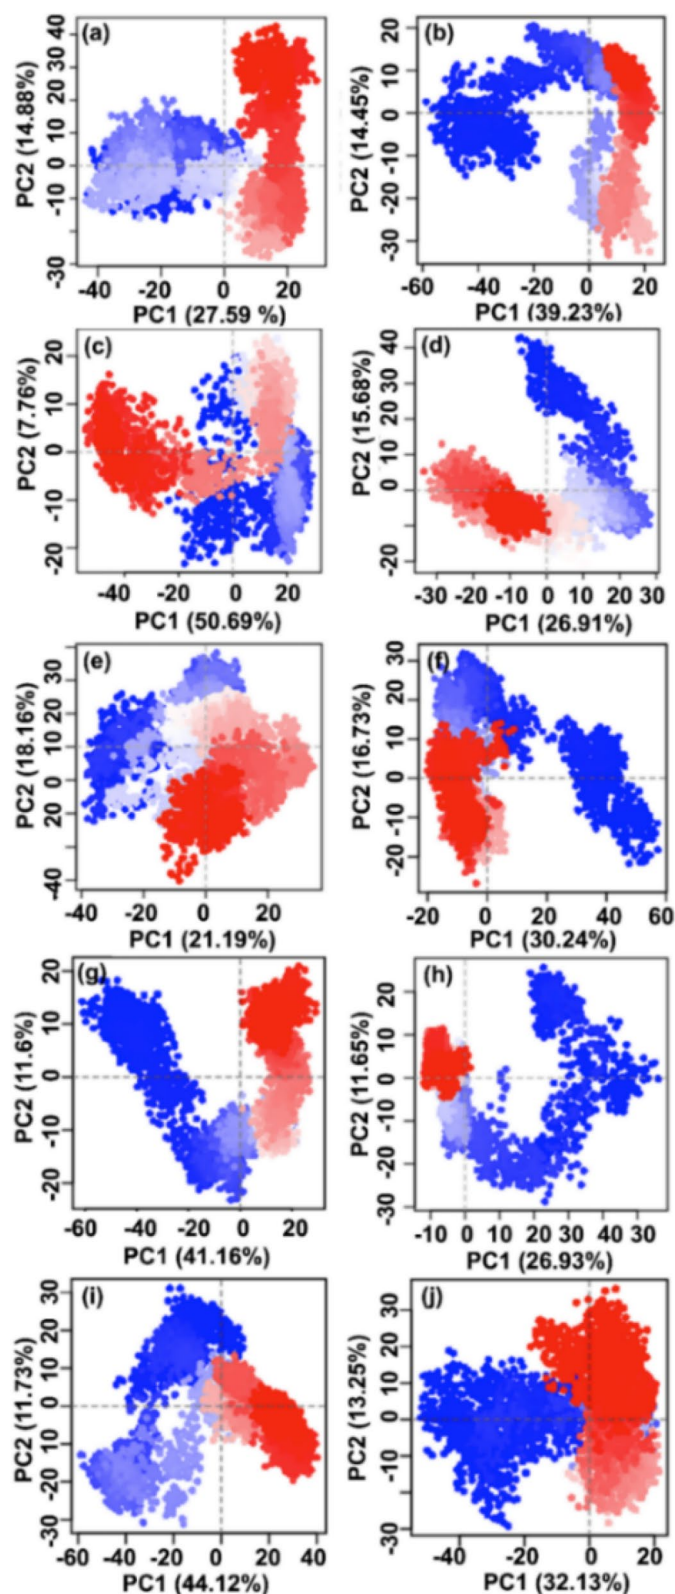 (a)
PC2 (14.88%)
40
30
20
10
0
-10
-30
-40 -20 0 20
PC1 (27.59 %)
(b)
PC2 (14.45%)
20
10
0
-10
-20
-30
-60 -40 -20 0 20
PC1 (39.23%)
(c)
PC2 (7.76%)
20
10
0
-10
-20
-40 -20 0 20
PC1 (50.69%)
(d)
PC2 (15.68%)
40
30
20
10
0
-20
-30 -20 -10 0 10 20 30
PC1 (26.91%)
(e)
PC2 (18.16%)
30
20
10
0
20
-40
-40 -20 0 20
PC1 (21.19%)
(f)
PC2 (16.73%)
30
20
10
0
-10
-20
-20 0 20 40 60
PC1 (30.24%)
(g)
PC2 (11.6%)
20
10
0
-10
-20
-60 -40 -20 0 20
PC1 (41.16%)
(h)
PC2 (11.65%)
20
10
0
-10
-20
-30
-10 0 10 20 30 50
PC1 (26.93%)
(i)
PC2 (11.73%)
30
20
10
0
-10
-20
-30
-60 -40 -20 0 20 40
PC1 (44.12%)
(j)
PC2 (13.25%)
30
20
10
0
-10
-30
-40 -20 0 20
PC1 (32.13%)